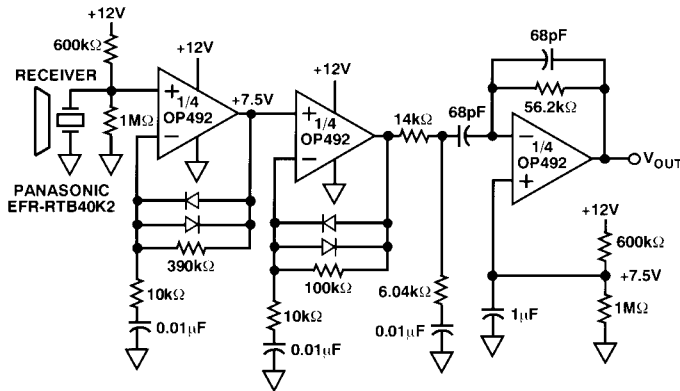 +12V
600kΩ
RECEIVER
1MΩ
PANASONIC
EFR-RTB40K2
+12V
+
−
1/4
OP492
+7.5V
390kΩ
10kΩ
0.01µF
+12V
+
−
1/4
OP492
100kΩ
10kΩ
0.01µF
14kΩ
6.04kΩ
0.01µF
68pF
68pF
56.2kΩ
−
+
1/4
OP492
VOUT
+12V
600kΩ
+7.5V
1MΩ
1µF